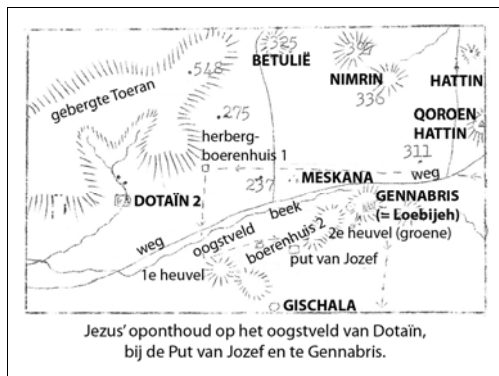 325
BETULIË
.548
NIMRIN
HATTIN
gebergte Toeran
336
.275
QOROEN
HATTIN
herberg-
boerenhuis 1
311
MESKANA
weg
237
DOTAÏN 2
GENNABRIS
(= Loebijeh)
beek
oogstveld
boerenhuis 2
2e heuvel (groene)
weg
put van Jozef
1e heuvel
GISCHALA
Jezus' oponthoud op het oogstveld van Dotaïn,
bij de Put van Jozef en te Gennabris.